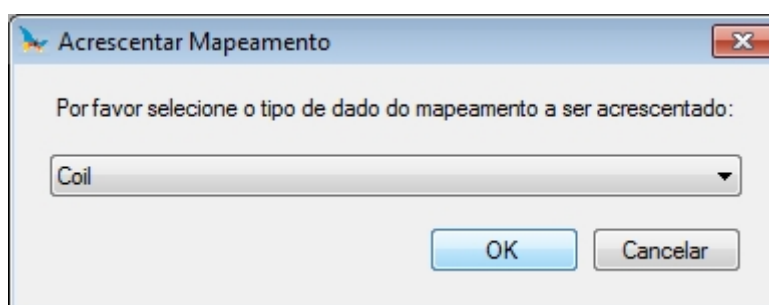 Acrescentar Mapeamento
Por favor selecione o tipo de dado do mapeamento a ser acrescentado:
Coil
OK Cancelar